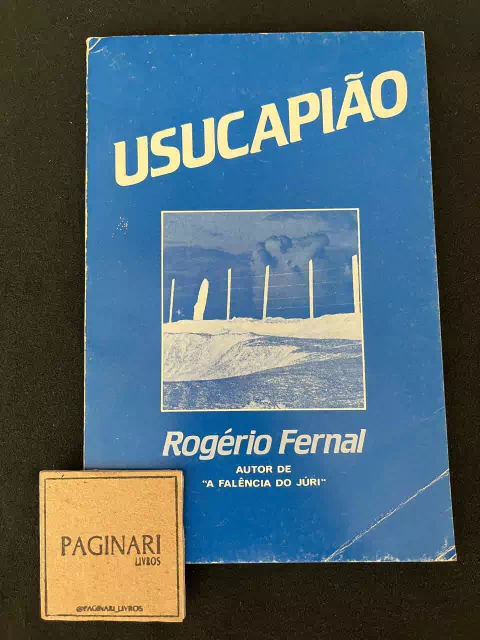 USUCAPIÃO
Rogério Fernal
AUTOR DE
"A FALÊNCIA DO JÚRI"
PAGINARI
LIVROS
@PAGINARI_LIVROS